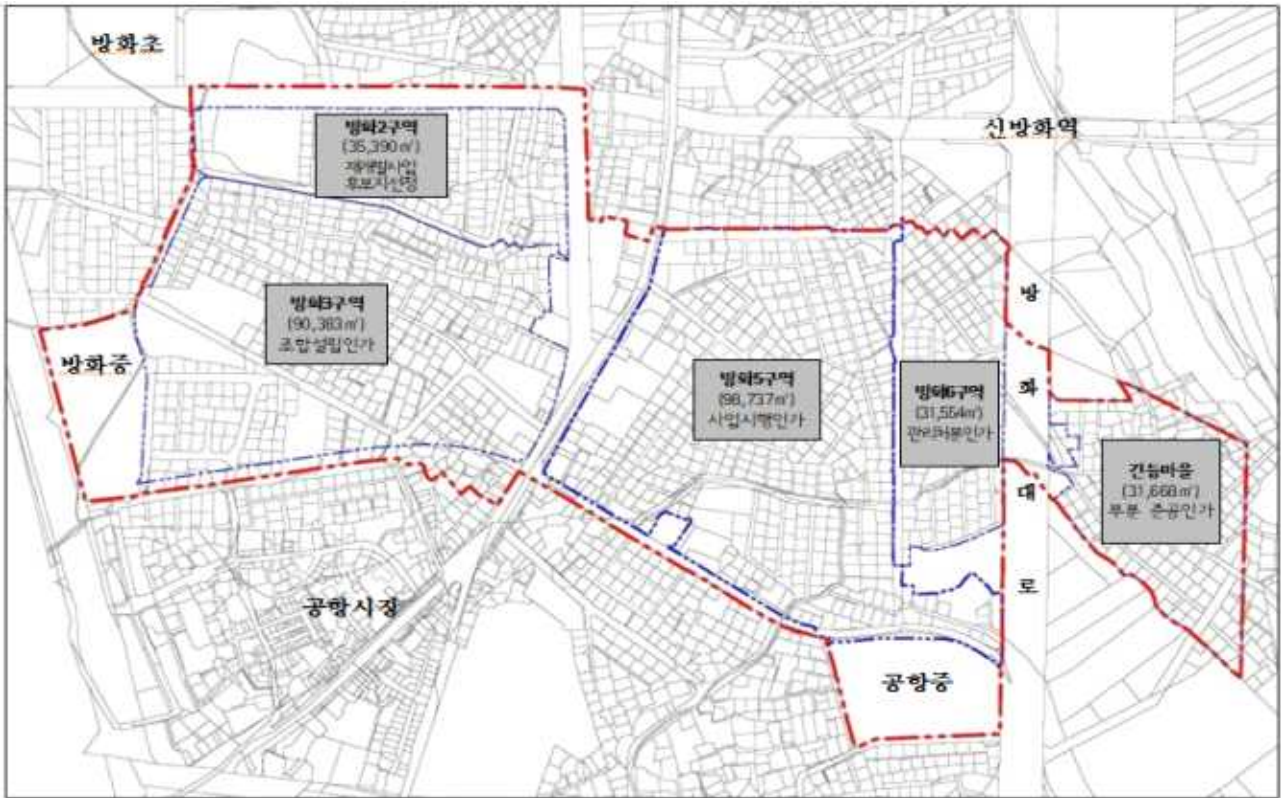 방화초
신방화역
방화2구역
(35,390㎡)
재개발사업
후보지선정
방화3구역
(90,383㎡)
조합설립인가
방화중
방화5구역
(98,737㎡)
사업시행인가
방화6구역
(31,554㎡)
관리처분인가
방
화
대
로
긴등마을
(31,668㎡)
부분 준공인가
공항시장
공항중